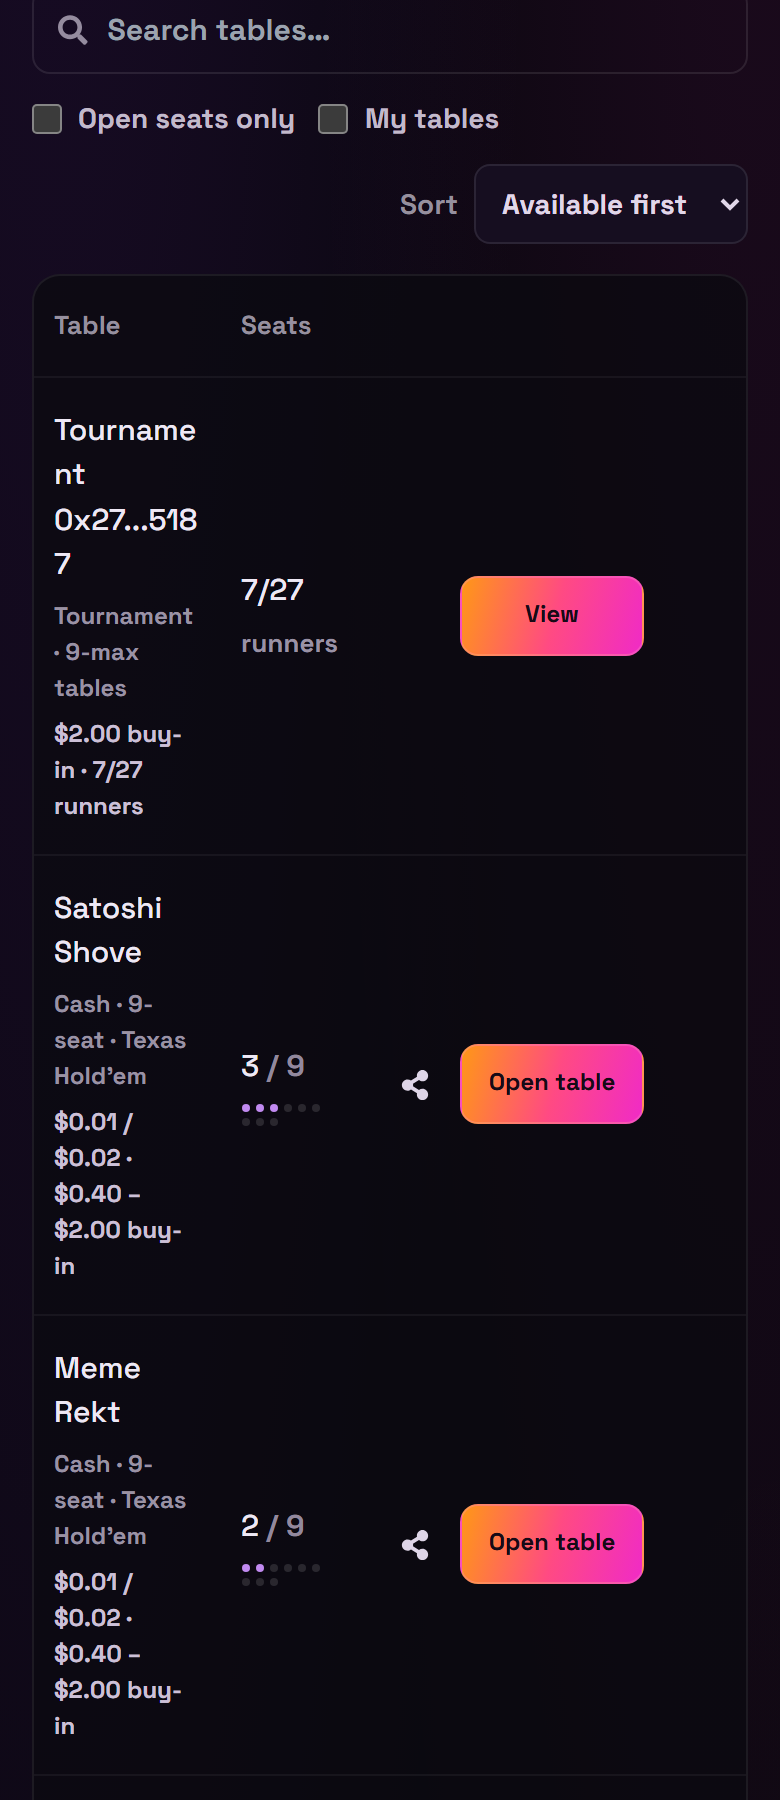 Search tables...
Open seats only
My tables
Sort
Available first
Table
Seats
Tourname
nt
0x27...518
7
Tournament
· 9-max
tables
$2.00 buy-
in · 7/27
runners
7/27
runners
View
Satoshi
Shove
Cash · 9-
seat · Texas
Hold’em
$0.01 /
$0.02 ·
$0.40 –
$2.00 buy-
in
3 / 9
Open table
Meme
Rekt
Cash · 9-
seat · Texas
Hold’em
$0.01 /
$0.02 ·
$0.40 –
$2.00 buy-
in
2 / 9
Open table